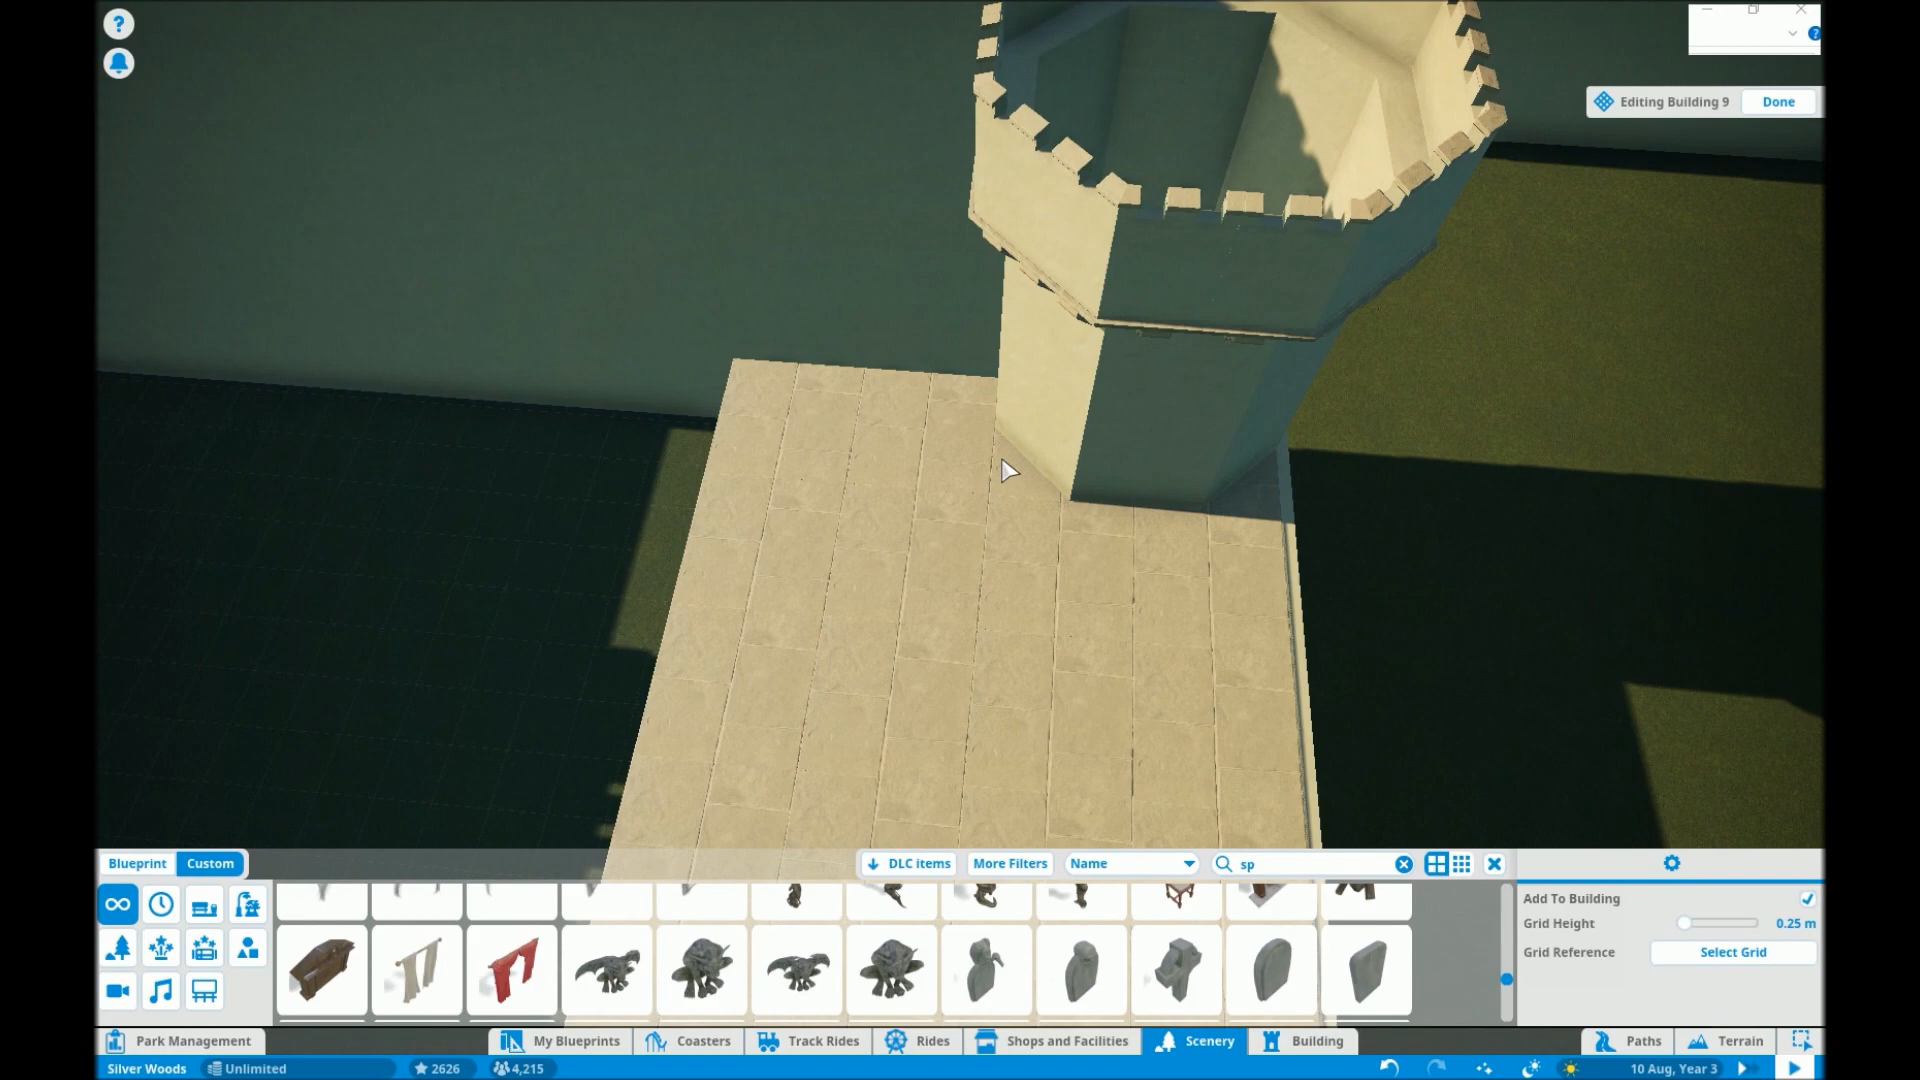 ?
?
Editing Building 9 Done
Blueprint Custom
DLC items More Filters Name sp
Add To Building
Grid Height 0.25 m
Grid Reference Select Grid
Park Management My Blueprints Coasters Track Rides Rides Shops and Facilities Scenery Building Paths Terrain
Silver Woods Unlimited 2626 4,215 10 Aug, Year 3